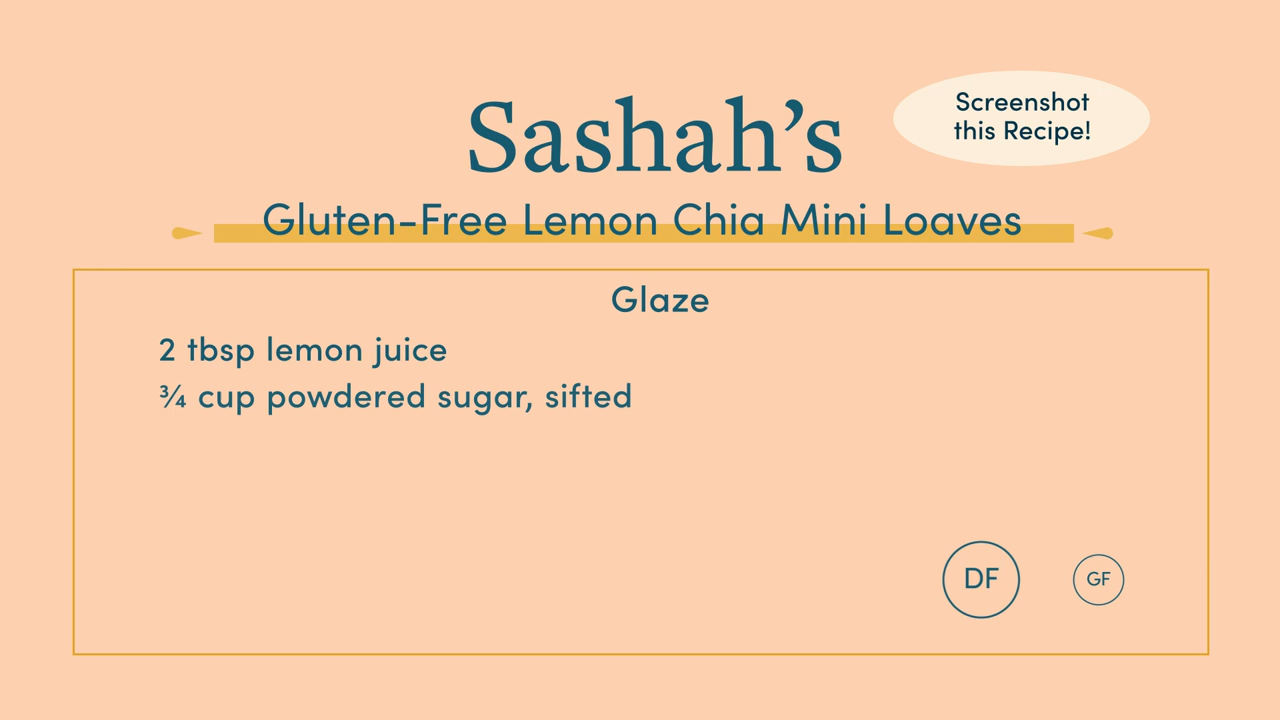 Sashah’s
Screenshot
this Recipe!
Gluten-Free Lemon Chia Mini Loaves
Glaze
2 tbsp lemon juice
¾ cup powdered sugar, sifted
DF
GF